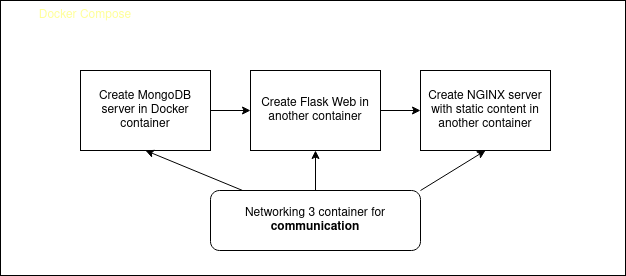 Docker Compose
Create MongoDB
server in Docker
container
Create Flask Web in
another container
Create NGINX server
with static content in
another container
Networking 3 container for
communication